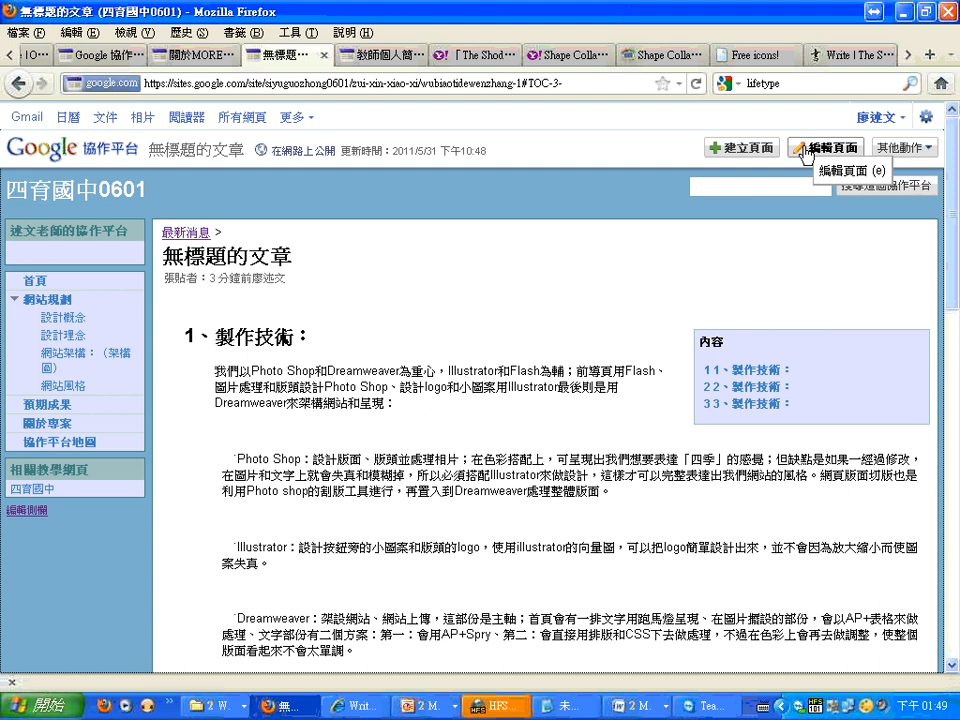 無標題的文章 (四育國中0601) - Mozilla Firefox
檔案(F) 編輯(E) 檢視(V) 歷史(S) 書籤(B) 工具(T) 說明(H)
Google 協作… 關於MORE… 無標題… 教師個人簡… 「The Shod… Shape Colla… Shape Colla… Free icons! Write | The S…
google.com https://sites.google.com/site/siyuguozhong0601/zui-xin-xiao-xi/wubiaotidewenzhang-1#TOC-3- lifetype
Gmail 日曆 文件 相片 閱讀器 所有網頁 更多
廖述文
Google 協作平台 無標題的文章 在網路上公開 更新時間：2011/5/31 下午10:48
建立頁面 編輯頁面 其他動作
編輯頁面 (e)
四育國中0601
述文老師的協作平台
首頁
網站規劃
設計概念
設計理念
網站架構：（架構
圖）
網站風格
預期成果
關於專案
協作平台地圖
相關教學網頁
四育國中
編輯側欄
最新消息 >
無標題的文章
張貼者：3 分鐘前廖述文
1、製作技術：
我們以Photo Shop和Dreamweaver為重心，Illustrator和Flash為輔；前導頁用Flash、
圖片處理和版頭設計Photo Shop、設計logo和小圖案用Illustrator最後則是用
Dreamweaver來架構網站和呈現：
內容
1 1、製作技術：
2 2、製作技術：
3 3、製作技術：
˙Photo Shop：設計版面、版頭並處理相片；在色彩搭配上，可呈現出我們想要表達「四季」的感覺；但缺點是如果一經過修改，
在圖片和文字上就會失真和模糊掉，所以必須搭配Illustrator來做設計，這樣才可以完整表達出我們網站的風格。網頁版面切版也是
利用Photo shop的割版工具進行，再置入到Dreamweaver處理整體版面。
˙Illustrator：設計按鈕旁的小圖案和版頭的logo，使用illustrator的向量圖，可以把logo簡單設計出來，並不會因為放大縮小而使圖
案失真。
˙Dreamweaver：架設網站、網站上傳，這部份是主軸；首頁會有一排文字用跑馬燈呈現、在圖片擺設的部份，會以AP+表格來做
處理、文字部份有二個方案：第一：會用AP+Spry、第二：會直接用排版和CSS下去做處理，不過在色彩上會再去做調整，使整個
版面看起來不會太單調。
開始 2 W. 無… Writ… 2 M. HFS… 未… 2 M. Tea… 下午 01:49